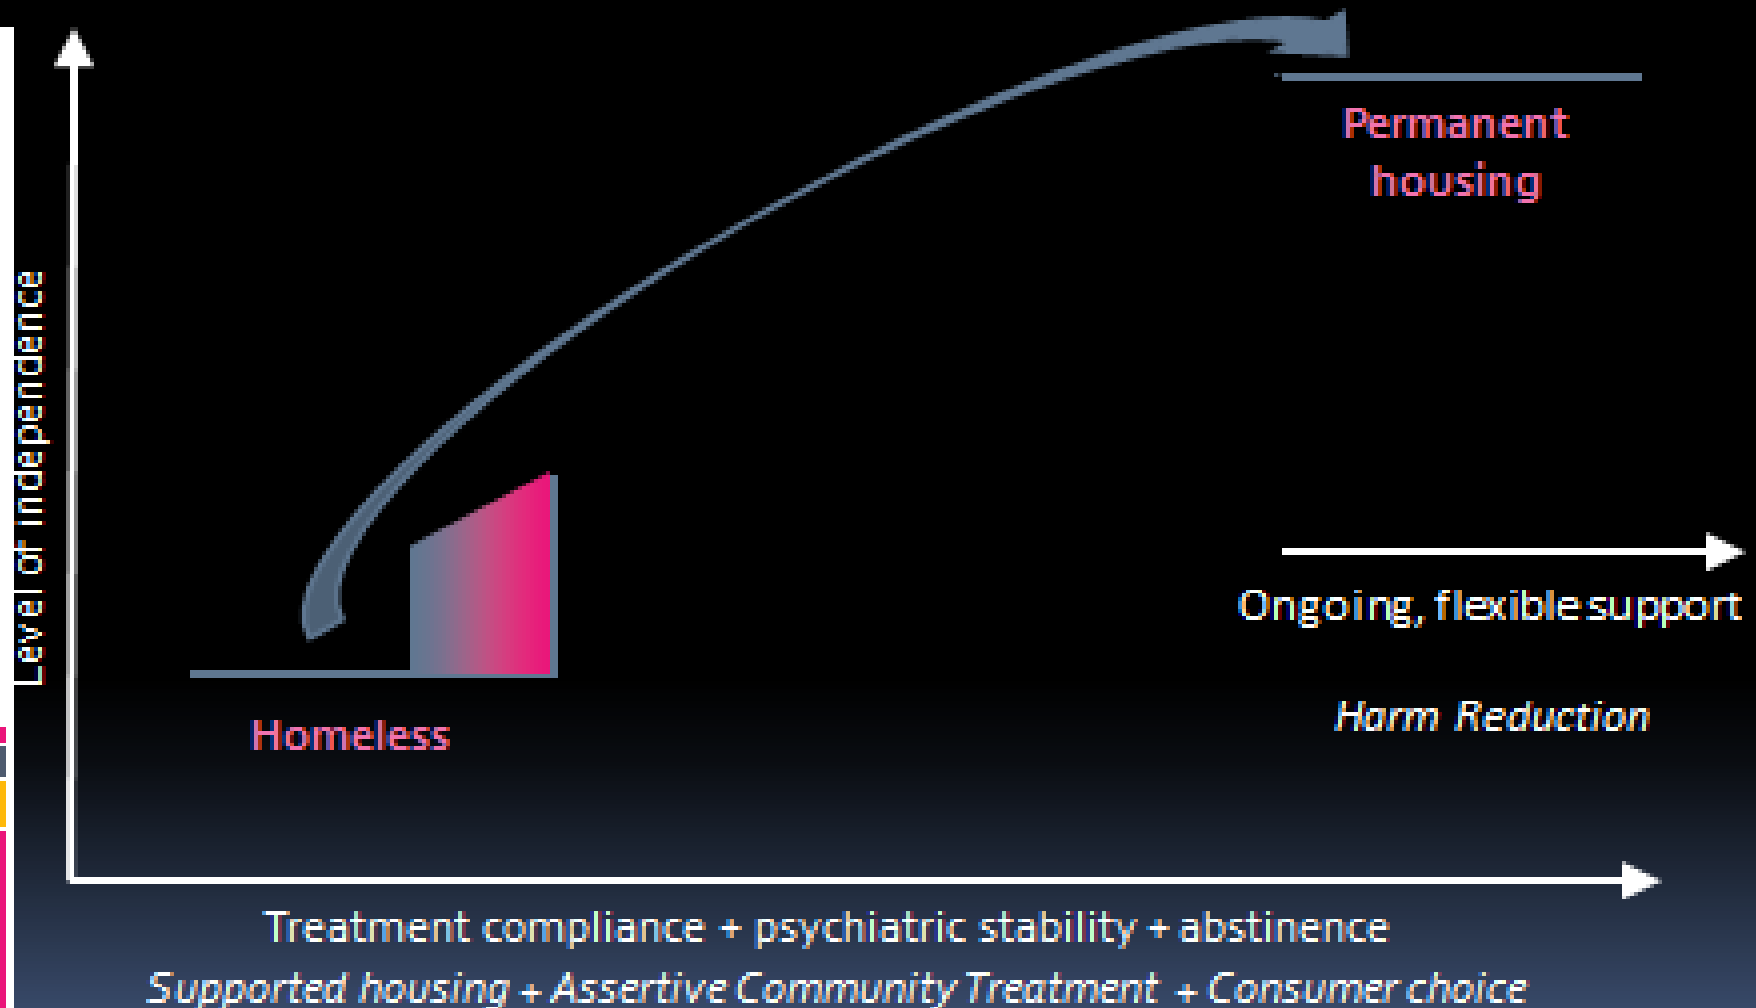 Level of independence
Permanent
housing
Ongoing, flexible support
Harm Reduction
Homeless
Treatment compliance + psychiatric stability + abstinence
Supported housing + Assertive Community Treatment + Consumer choice